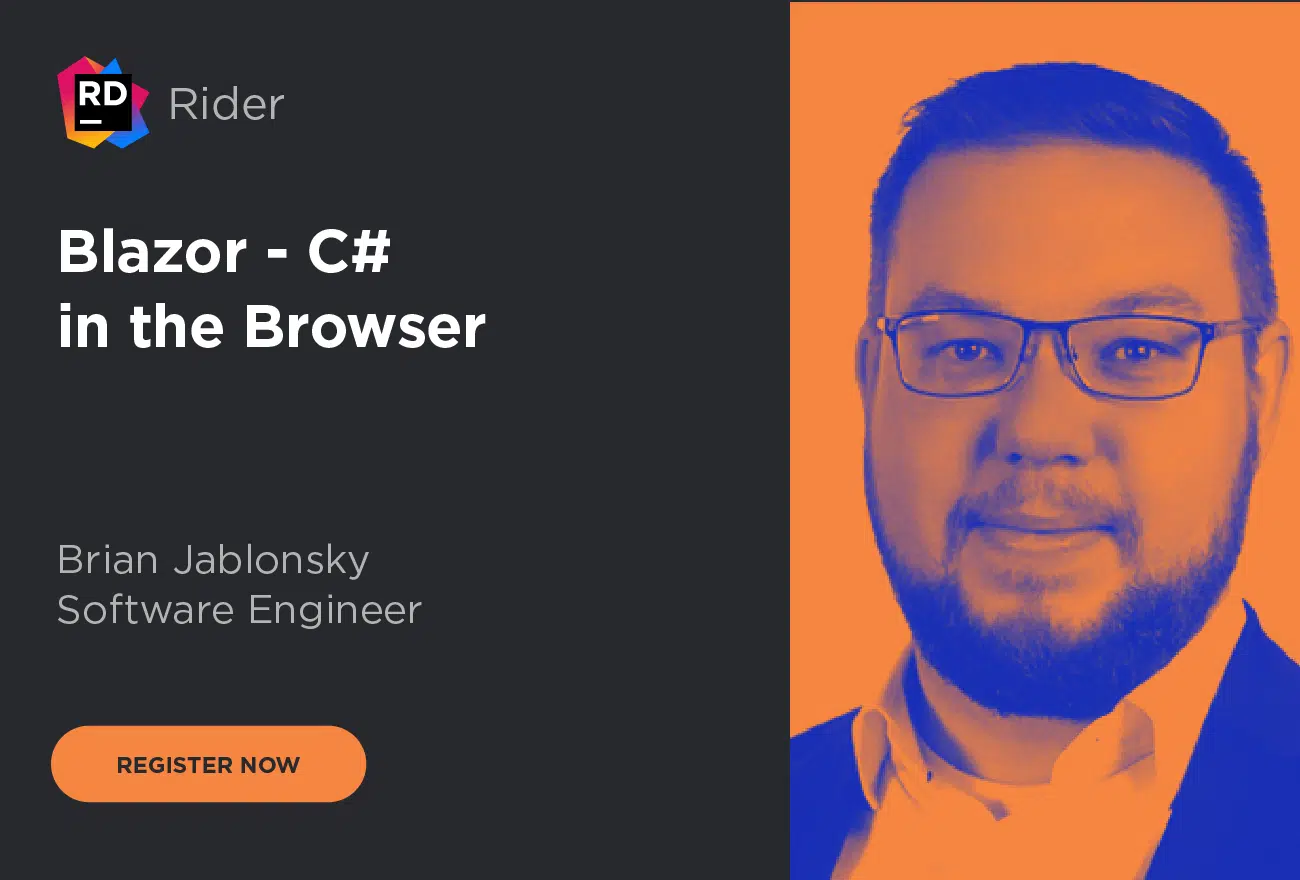 RD
Rider
Blazor - C#
in the Browser
Brian Jablonsky
Software Engineer
REGISTER NOW